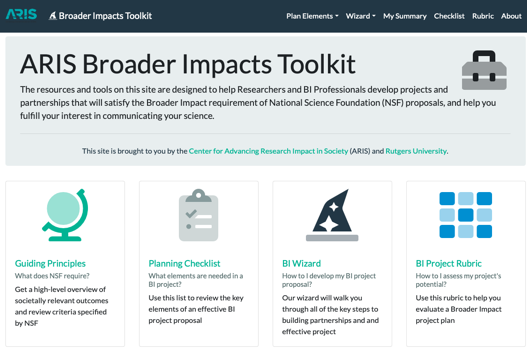 ARIS Broader Impacts Toolkit Plan Elements Wizard My Summary Checklist Rubric About
ARIS Broader Impacts Toolkit
The resources and tools on this site are designed to help Researchers and BI Professionals develop projects and
partnerships that will satisfy the Broader Impact requirement of National Science Foundation (NSF) proposals, and help you
fulfill your interest in communicating your science.
This site is brought to you by the Center for Advancing Research Impact in Society (ARIS) and Rutgers University.
Guiding Principles
What does NSF require?
Get a high-level overview of
societally relevant outcomes
and review criteria specified
by NSF
Planning Checklist
What elements are needed in a
BI project?
Use this list to review the key
elements of an effective BI
project proposal
BI Wizard
How to I develop my BI project
proposal?
Our wizard will walk you
through all of the key steps to
building partnerships and and
effective project
BI Project Rubric
How to I assess my project's
potential?
Use this rubric to help you
evaluate a Broader Impact
project plan